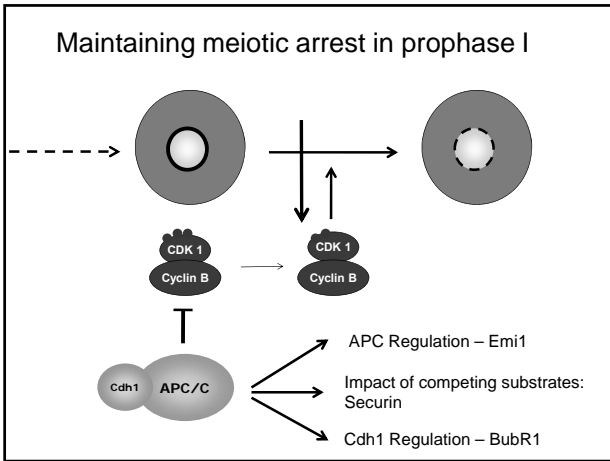 Maintaining meiotic arrest in prophase I
CDK 1
Cyclin B
CDK 1
Cyclin B
Cdh1
APC/C
APC Regulation – Emi1
Impact of competing substrates:
Securin
Cdh1 Regulation – BubR1